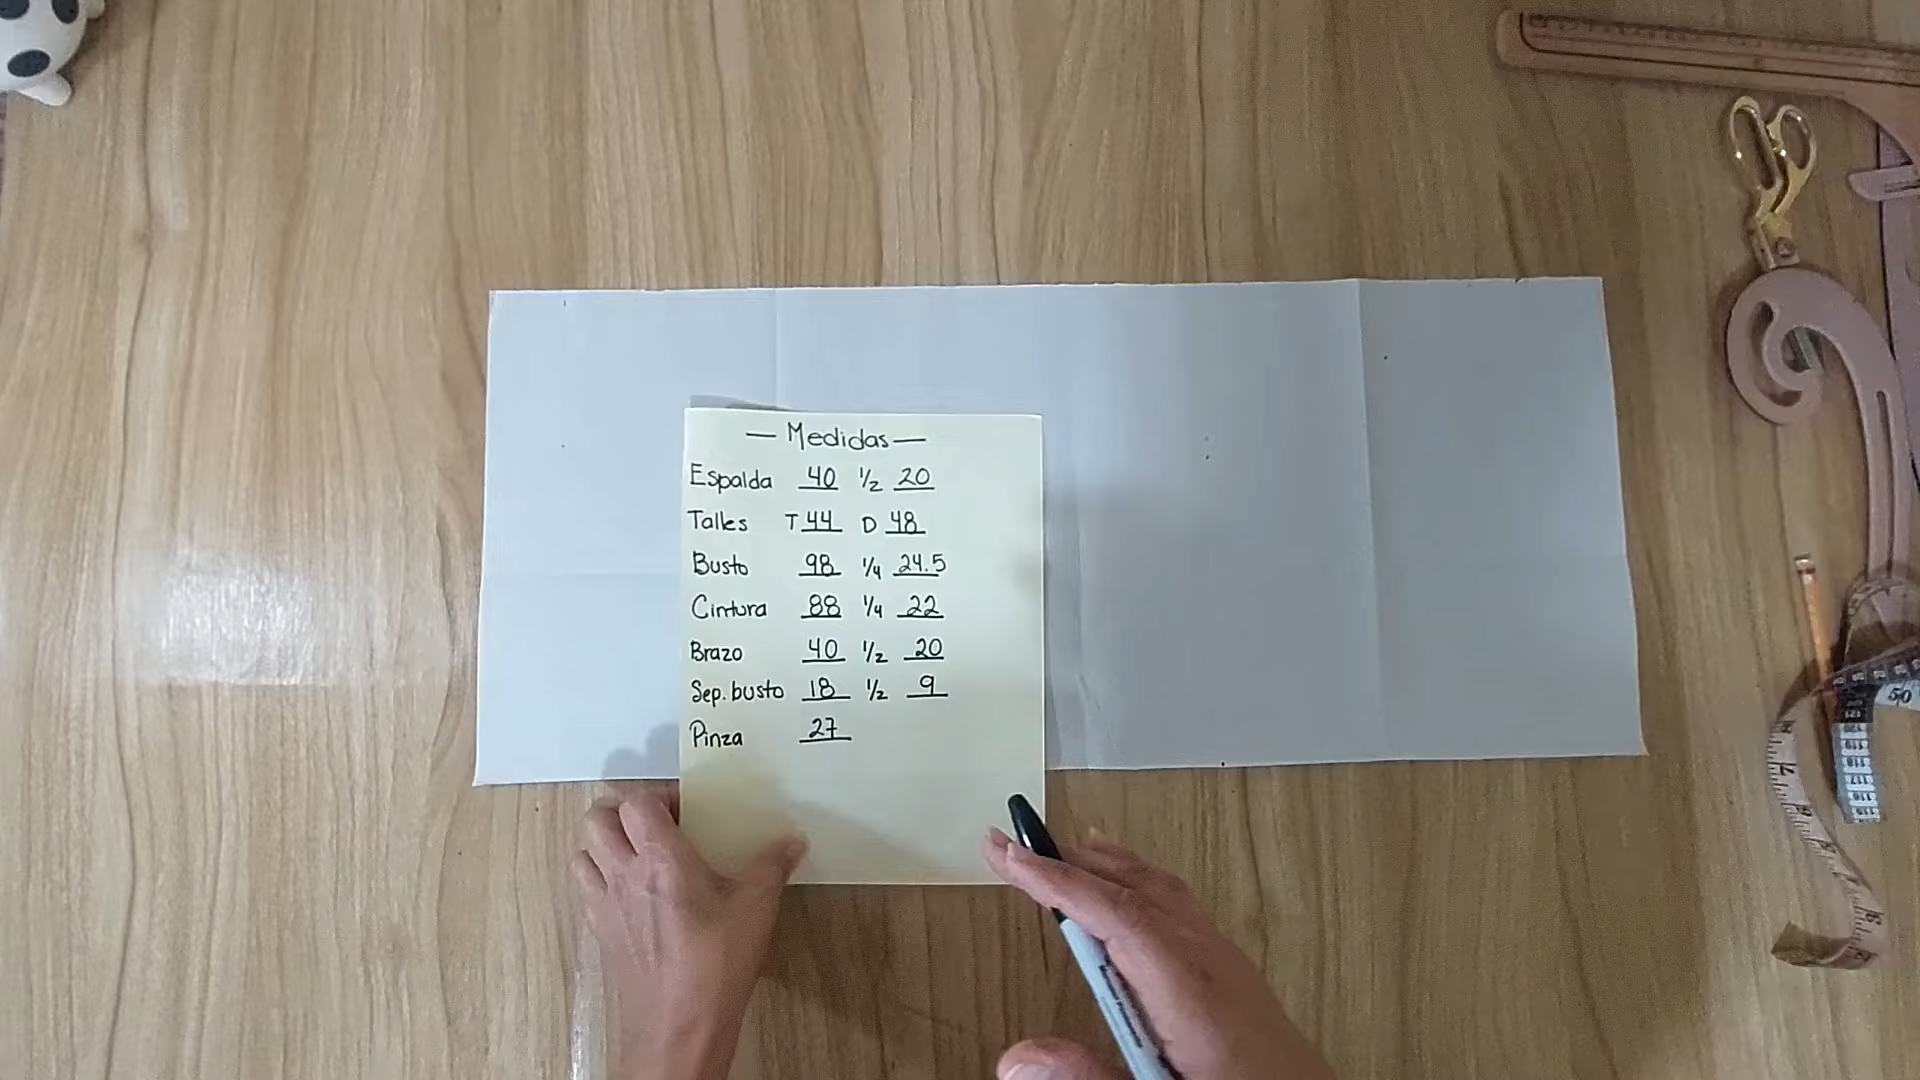 — Medidas —
Espalda 40 1/2 20
Talles T 44 D 48
Busto 98 1/4 24.5
Cintura 88 1/4 22
Brazo 40 1/2 20
Sep. busto 18 1/2 9
Pinza 27
50